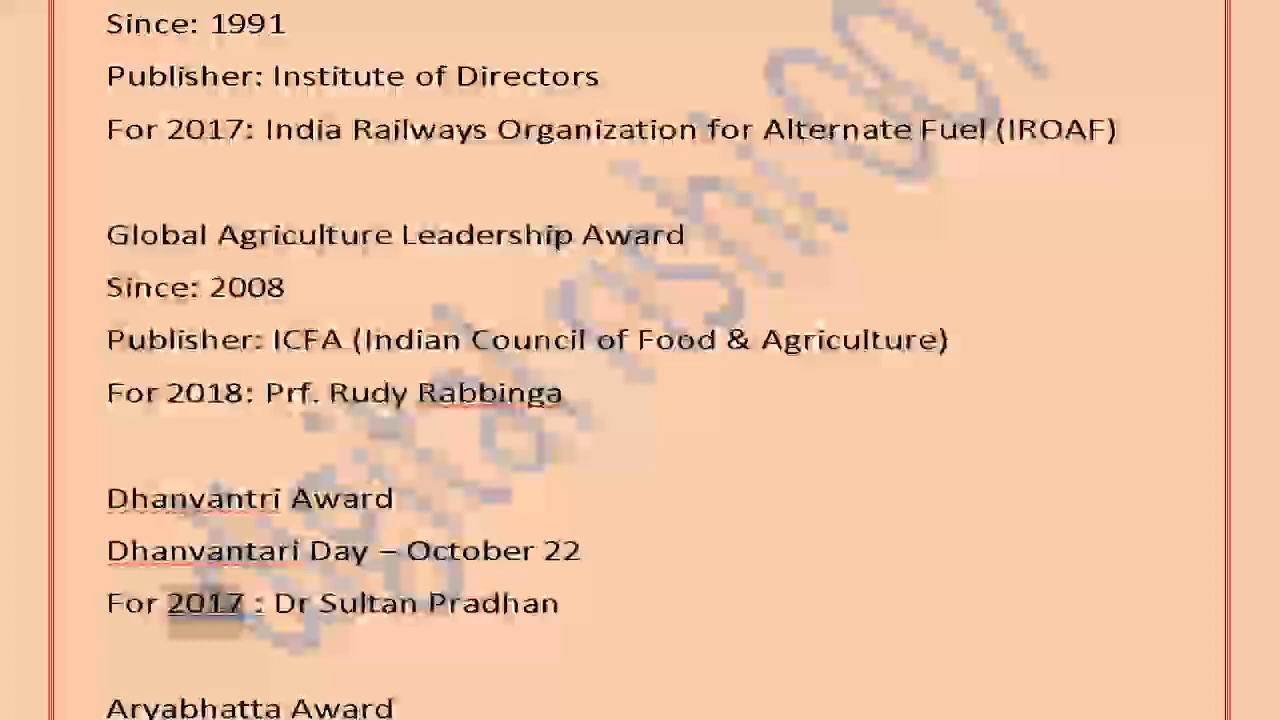 Since: 1991
Publisher: Institute of Directors
For 2017: India Railways Organization for Alternate Fuel (IROAF)
Global Agriculture Leadership Award
Since: 2008
Publisher: ICFA (Indian Council of Food & Agriculture)
For 2018: Prf. Rudy Rabbinga
Dhanvantri Award
Dhanvantari Day – October 22
For 2017 : Dr Sultan Pradhan
Aryabhatta Award